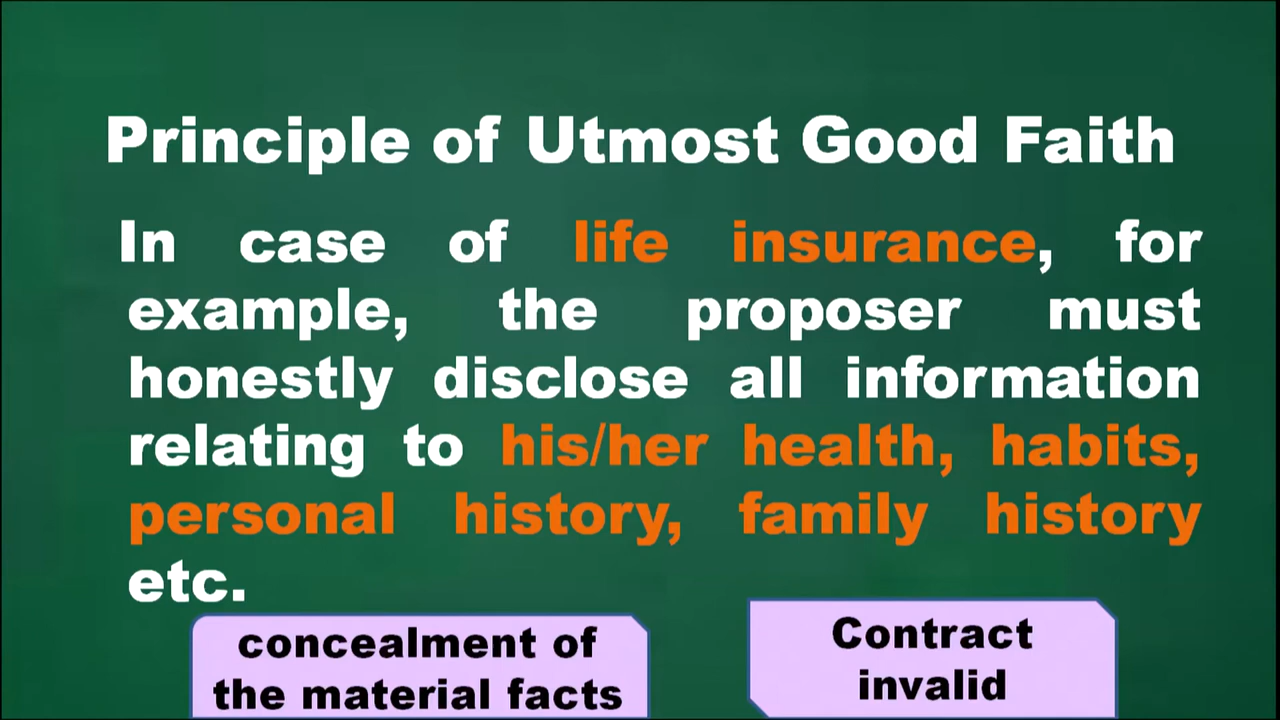 Principle of Utmost Good Faith
In case of life insurance, for
example, the proposer must
honestly disclose all information
relating to his/her health, habits,
personal history, family history
etc.
concealment of
the material facts
Contract
invalid